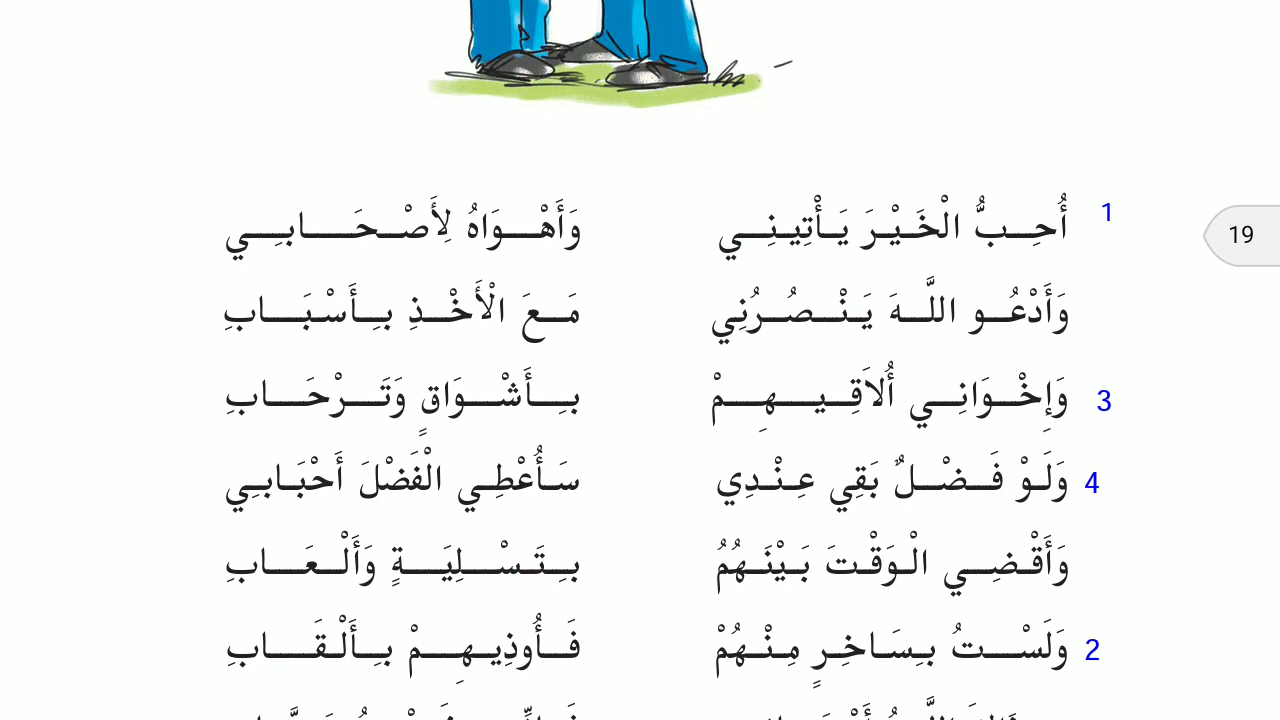 1 أُحِبُّ الْخَيْرَ يَأْتِينِي وَأَهْوَاهُ لِأَصْحَابِي
19
وَأَدْعُو اللَّهَ يَنْصُرُنِي مَعَ الْأَخْذِ بِأَسْبَابِ
3 وَإِخْوَانِي أُلاَقِيهِمْ بِأَشْوَاقٍ وَتَرْحَابِ
4 وَلَوْ فَضْلٌ بَقِي عِنْدِي سَأُعْطِي الْفَضْلَ أَحْبَابِي
وَأَقْضِي الْوَقْتَ بَيْنَهُمُ بِتَسْلِيَةٍ وَأَلْعَابِ
2 وَلَسْتُ بِسَاخِرٍ مِنْهُمْ فَأُوذِيهِمْ بِأَلْقَابِ